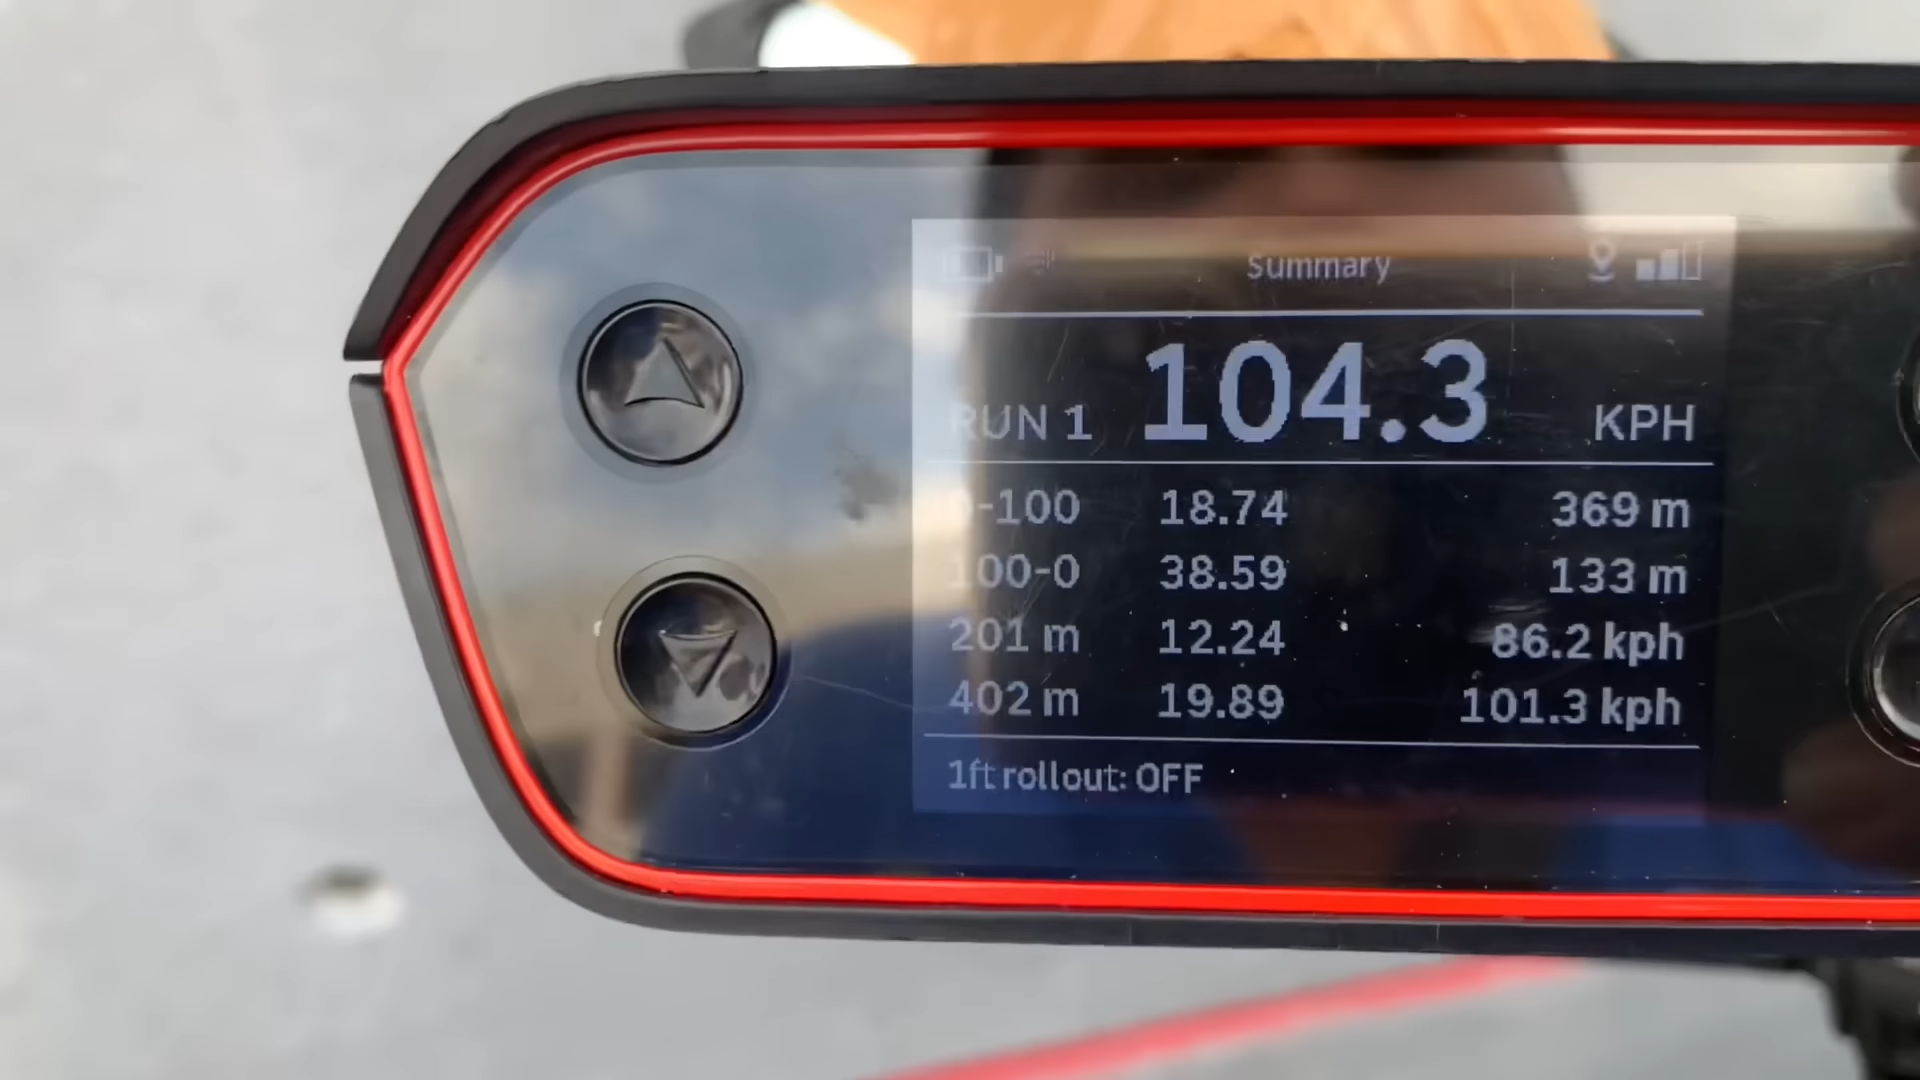 Summary
RUN 1 104.3 KPH
0-100 18.74 369 m
100-0 38.59 133 m
201 m 12.24 86.2 kph
402 m 19.89 101.3 kph
1ft rollout: OFF